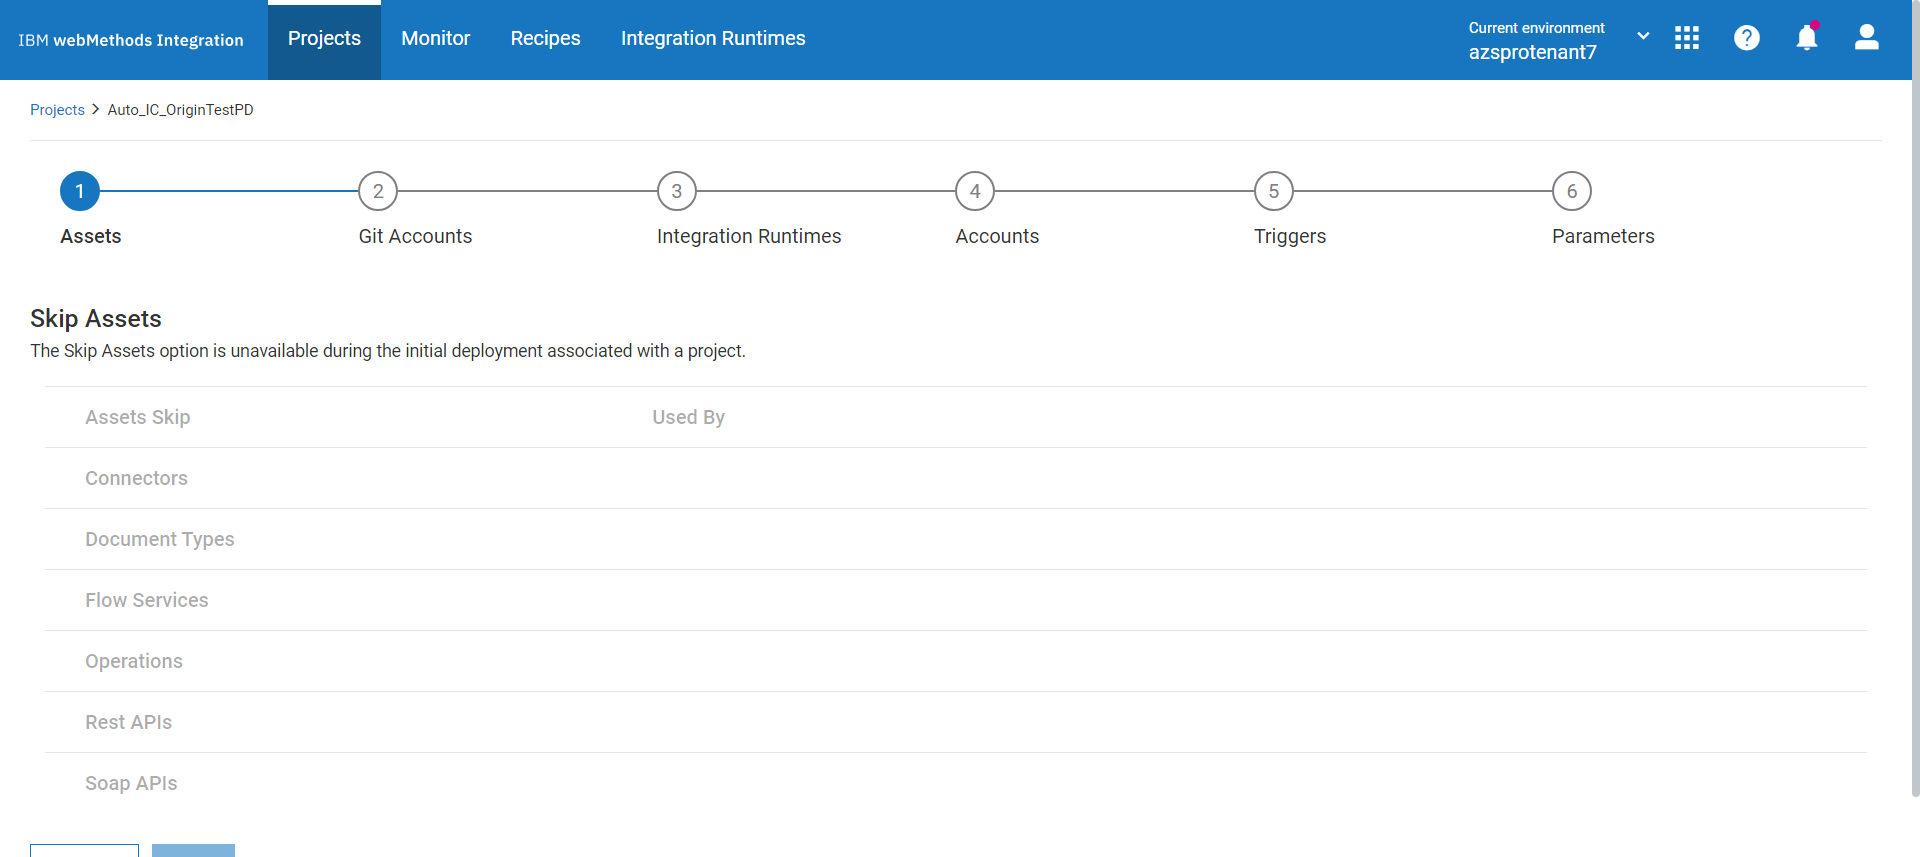 IBM webMethods Integration
Projects
Monitor
Recipes
Integration Runtimes
Current environment
azsprotenant7
Projects > Auto_IC_OriginTestPD
1
2
3
4
5
6
Assets
Git Accounts
Integration Runtimes
Accounts
Triggers
Parameters
Skip Assets
The Skip Assets option is unavailable during the initial deployment associated with a project.
Assets Skip
Used By
Connectors
Document Types
Flow Services
Operations
Rest APIs
Soap APIs